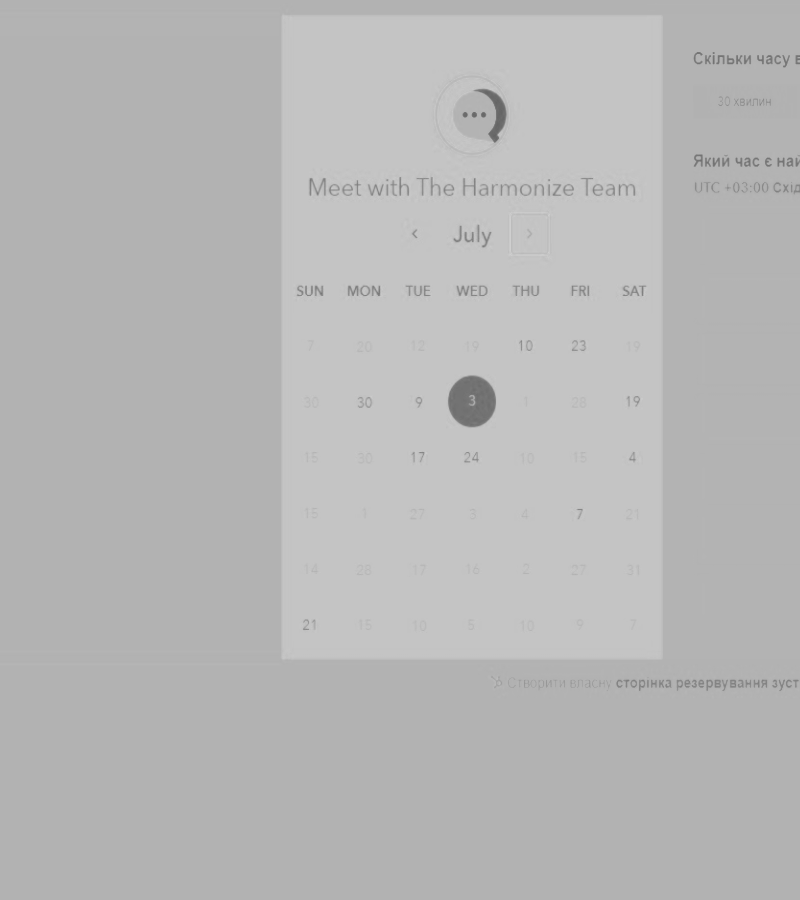 Meet with The Harmonize Team
July
SUN MON TUE WED THU FRI SAT
7 20 12 19 10 23 19
30 30 9 3 1 28 19
15 30 17 24 10 15 4
15 1 27 3 4 7 21
14 28 17 16 2 27 31
21 15 10 5 10 9 7
Скільки часу в
30 хвилин
Який час є най
UTC +03:00 Схід
Створити власну сторінка резервування зуст